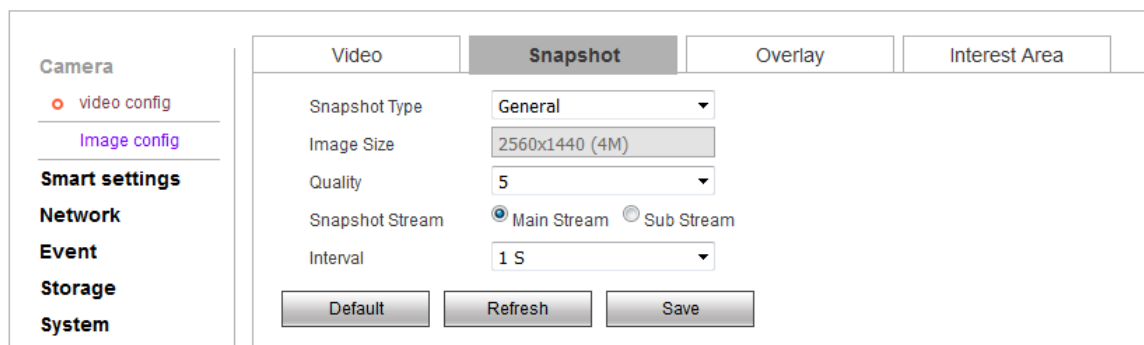 Camera
video config
Image config
Smart settings
Network
Event
Storage
System
Video Snapshot Overlay Interest Area
Snapshot Type General
Image Size 2560x1440 (4M)
Quality 5
Snapshot Stream Main Stream Sub Stream
Interval 1 S
Default Refresh Save